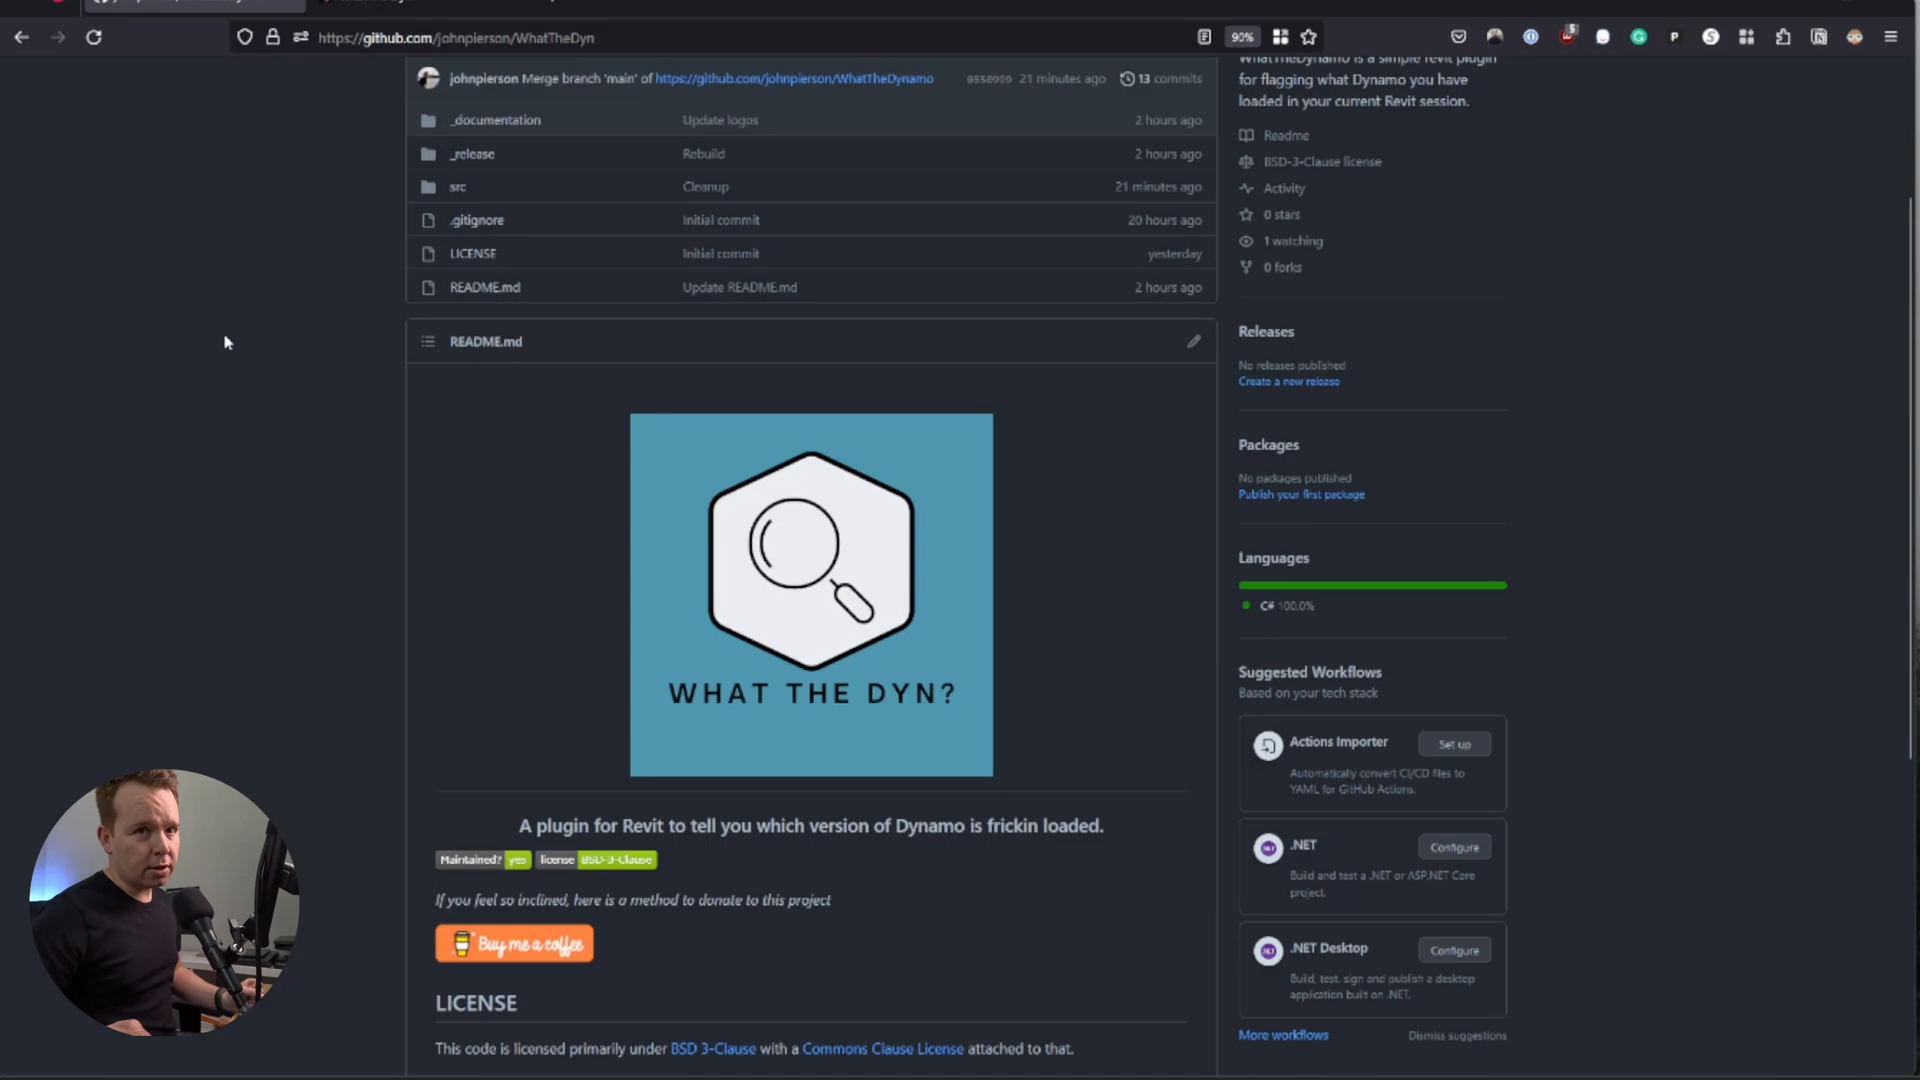 https://github.com/johnpierson/WhatTheDyn
90%
5
johnpierson Merge branch 'main' of https://github.com/johnpierson/WhatTheDynamo
21 minutes ago
13 commits
_documentation
Update logos
2 hours ago
_release
Rebuild
2 hours ago
src
Cleanup
21 minutes ago
.gitignore
Initial commit
20 hours ago
LICENSE
Initial commit
yesterday
README.md
Update README.md
2 hours ago
README.md
WHAT THE DYN?
A plugin for Revit to tell you which version of Dynamo is frickin loaded.
Maintained? yes
license BSD-3-Clause
If you feel so inclined, here is a method to donate to this project
Buy me a coffee
LICENSE
This code is licensed primarily under BSD 3-Clause with a Commons Clause License attached to that.
WhatTheDynamo is a simple revit plugin
for flagging what Dynamo you have
loaded in your current Revit session.
Readme
BSD-3-Clause license
Activity
0 stars
1 watching
0 forks
Releases
No releases published
Create a new release
Packages
No packages published
Publish your first package
Languages
C# 100.0%
Suggested Workflows
Based on your tech stack
Actions Importer
Set up
Automatically convert CI/CD files to
YAML for GitHub Actions.
.NET
Configure
Build and test a .NET or ASP.NET Core
project.
.NET Desktop
Configure
Build, test, sign and publish a desktop
application built on .NET.
More workflows
Dismiss suggestions